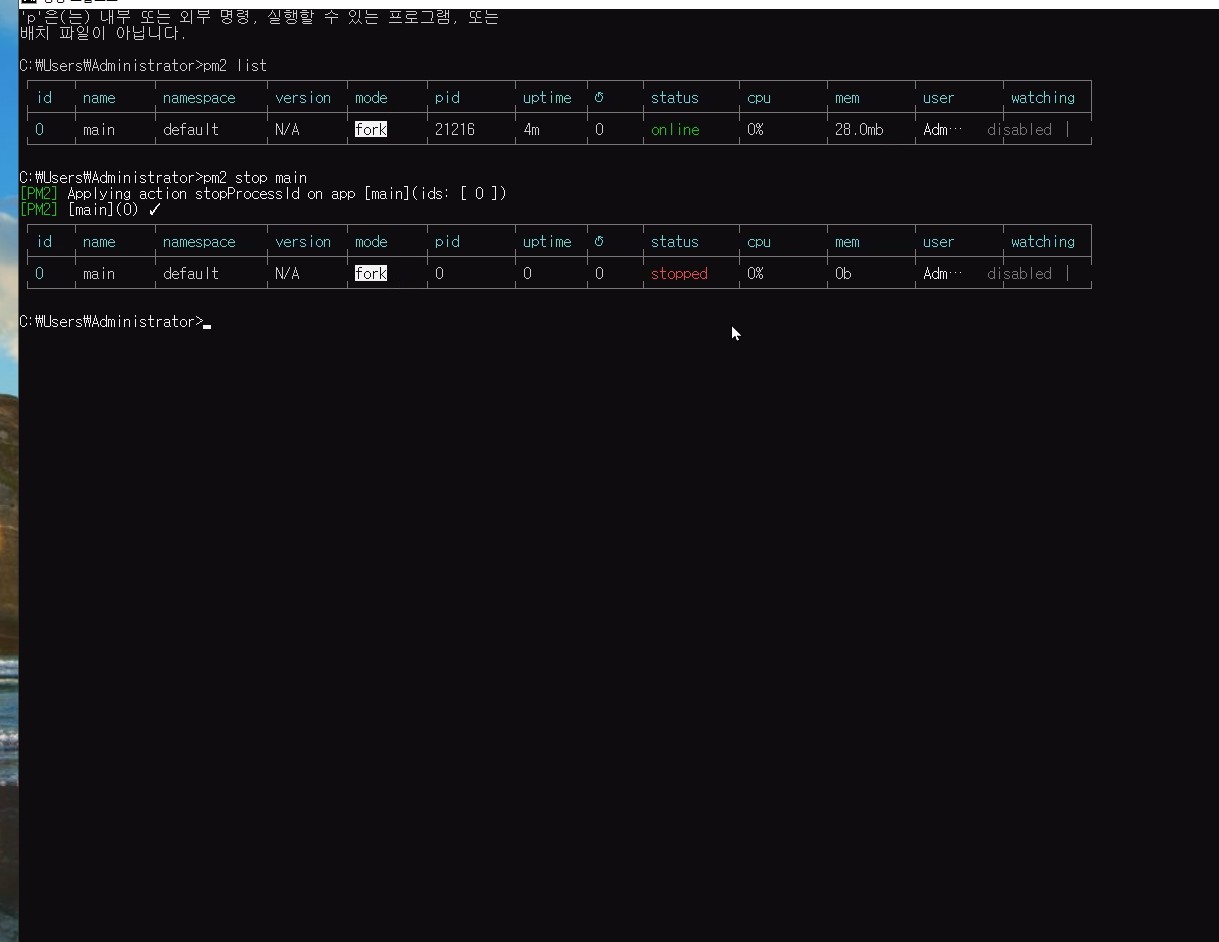 'p'은(는) 내부 또는 외부 명령, 실행할 수 있는 프로그램, 또는
배치 파일이 아닙니다.
C:₩Users₩Administrator>pm2 list
id name namespace version mode pid uptime ↺ status cpu mem user watching
0 main default N/A fork 21216 4m 0 online 0% 28.0mb Adm… disabled
C:₩Users₩Administrator>pm2 stop main
[PM2] Applying action stopProcessId on app [main](ids: [ 0 ])
[PM2] [main](0) ✓
id name namespace version mode pid uptime ↺ status cpu mem user watching
0 main default N/A fork 0 0 0 stopped 0% 0b Adm… disabled
C:₩Users₩Administrator>